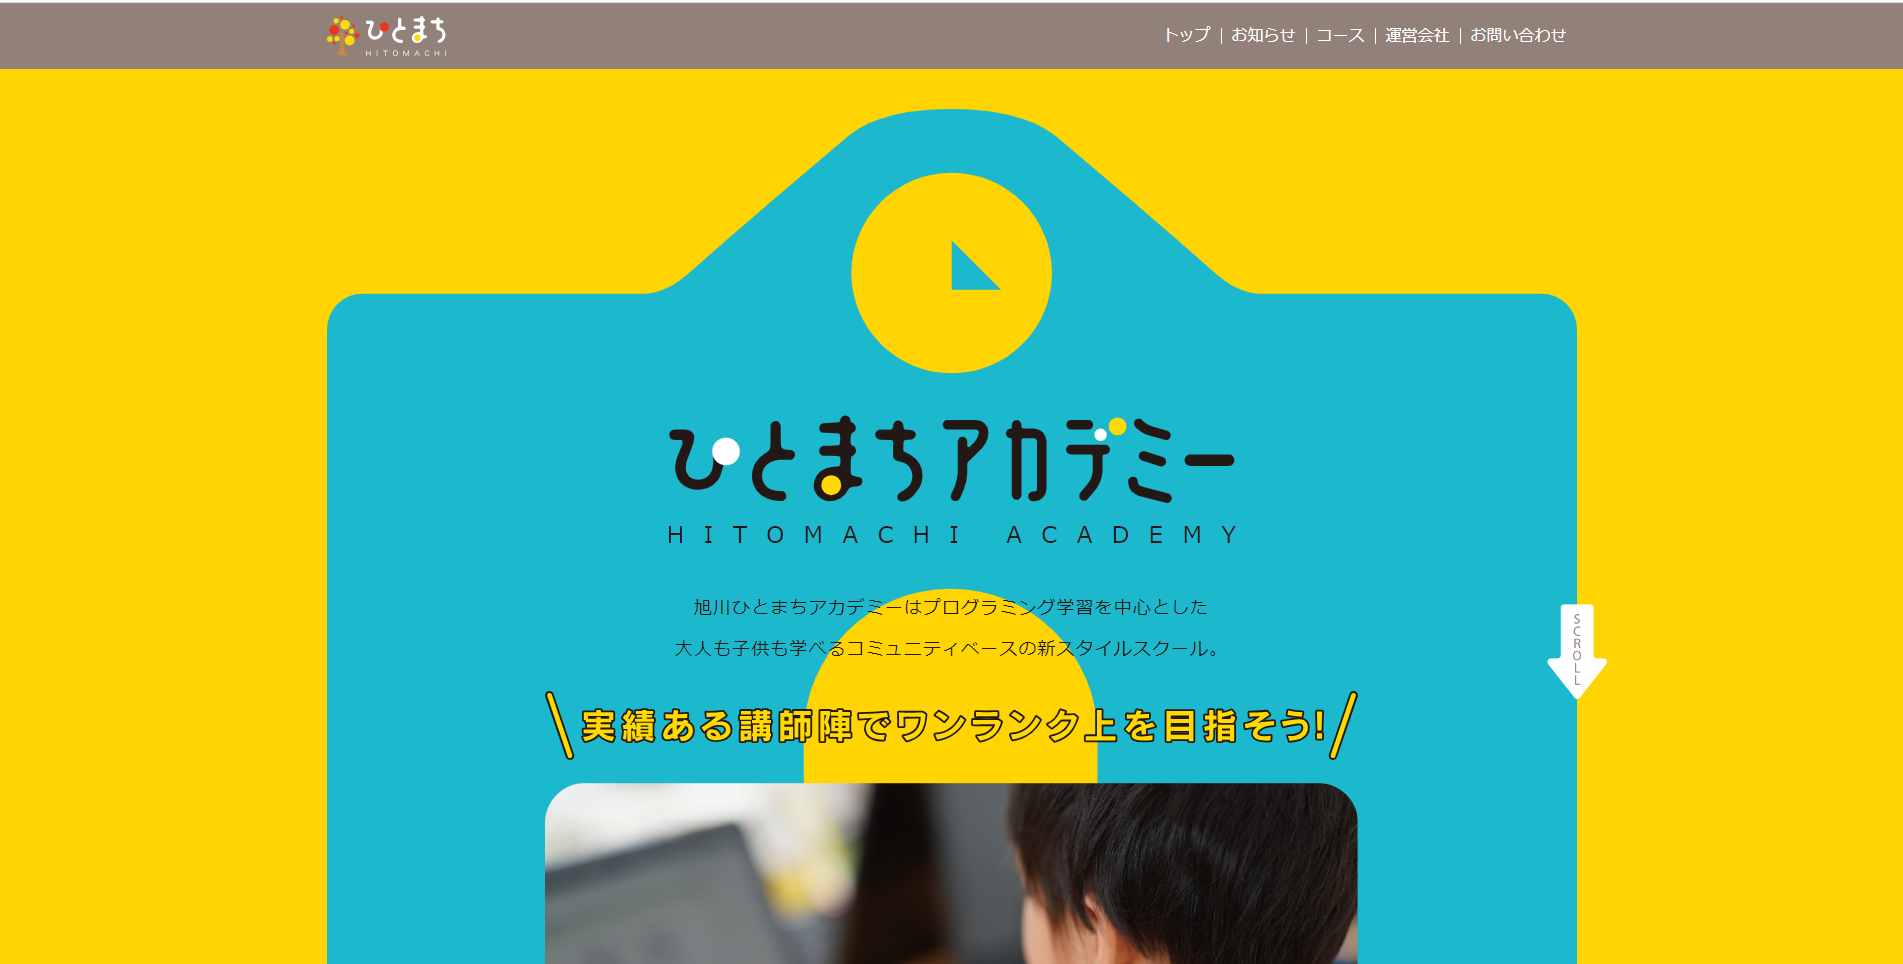 ひとまち
HITOMACHI
トップ | お知らせ | コース | 運営会社 | お問い合わせ
ひとまちアカデミー
HITOMACHI ACADEMY
旭川ひとまちアカデミーはプログラミング学習を中心とした
大人も子供も学べるコミュニティベースの新スタイルスクール。
実績ある講師陣でワンランク上を目指そう!
SCROLL